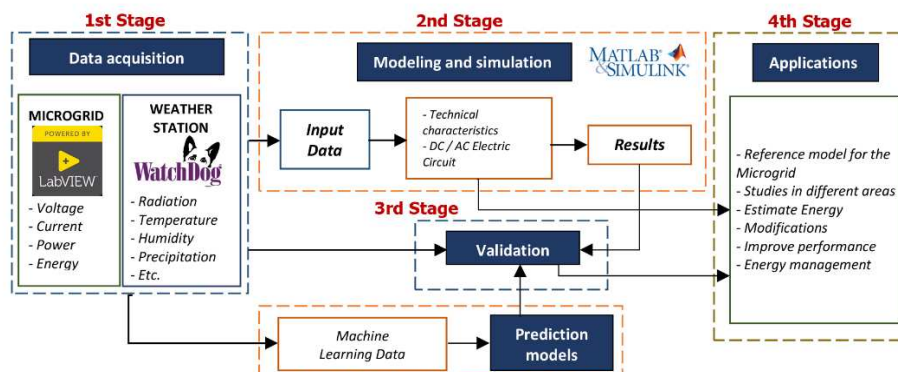 1st Stage
2nd Stage
4th Stage
Data acquisition
Modeling and simulation
MATLAB
&SIMULINK®
Applications
MICROGRID
POWERED BY
LabVIEW™
- Voltage
- Current
- Power
- Energy
WEATHER
STATION
WatchDog®
- Radiation
- Temperature
- Humidity
- Precipitation
- Etc.
Input
Data
- Technical
characteristics
- DC / AC Electric
Circuit
Results
- Reference model for the
Microgrid
- Studies in different areas
- Estimate Energy
- Modifications
- Improve performance
- Energy management
3rd Stage
Validation
Machine
Learning Data
Prediction
models